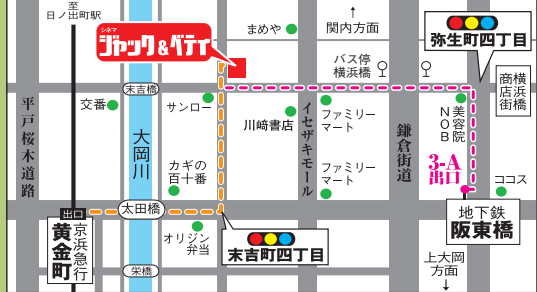 至
日ノ出町駅
シネマ
ジャック&ベティ
まめや
↑
関内方面
弥生町四丁目
バス停
横浜橋
横浜橋
商店街
末吉橋
交番
サンロー
川﨑書店
ファミリー
マート
美容院
NOB
平戸桜木道路
大岡川
イセザキモール
鎌倉街道
カギの
百十番
ファミリー
マート
3-A
出口
ココス
出口
太田橋
京浜急行
黄金町
オリジン
弁当
末吉町四丁目
地下鉄
阪東橋
栄橋
上大岡
方面
↓